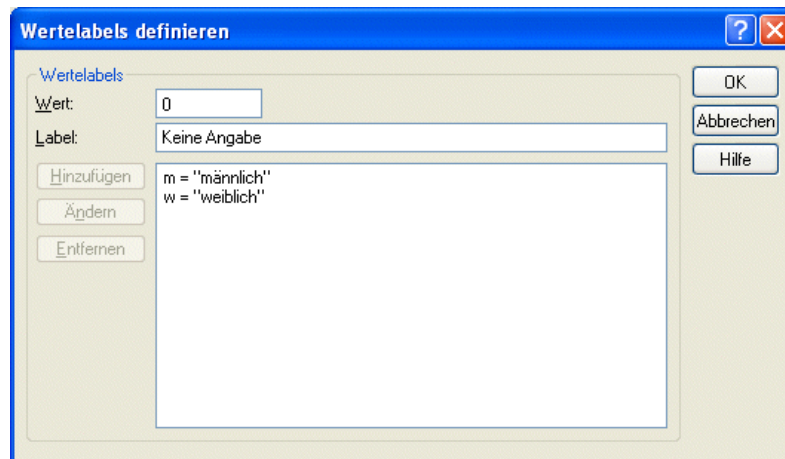 Wertelabels definieren
Wertelabels
Wert: 0
Label: Keine Angabe
Hinzufügen
Ändern
Entfernen
m = "männlich"
w = "weiblich"
OK
Abbrechen
Hilfe